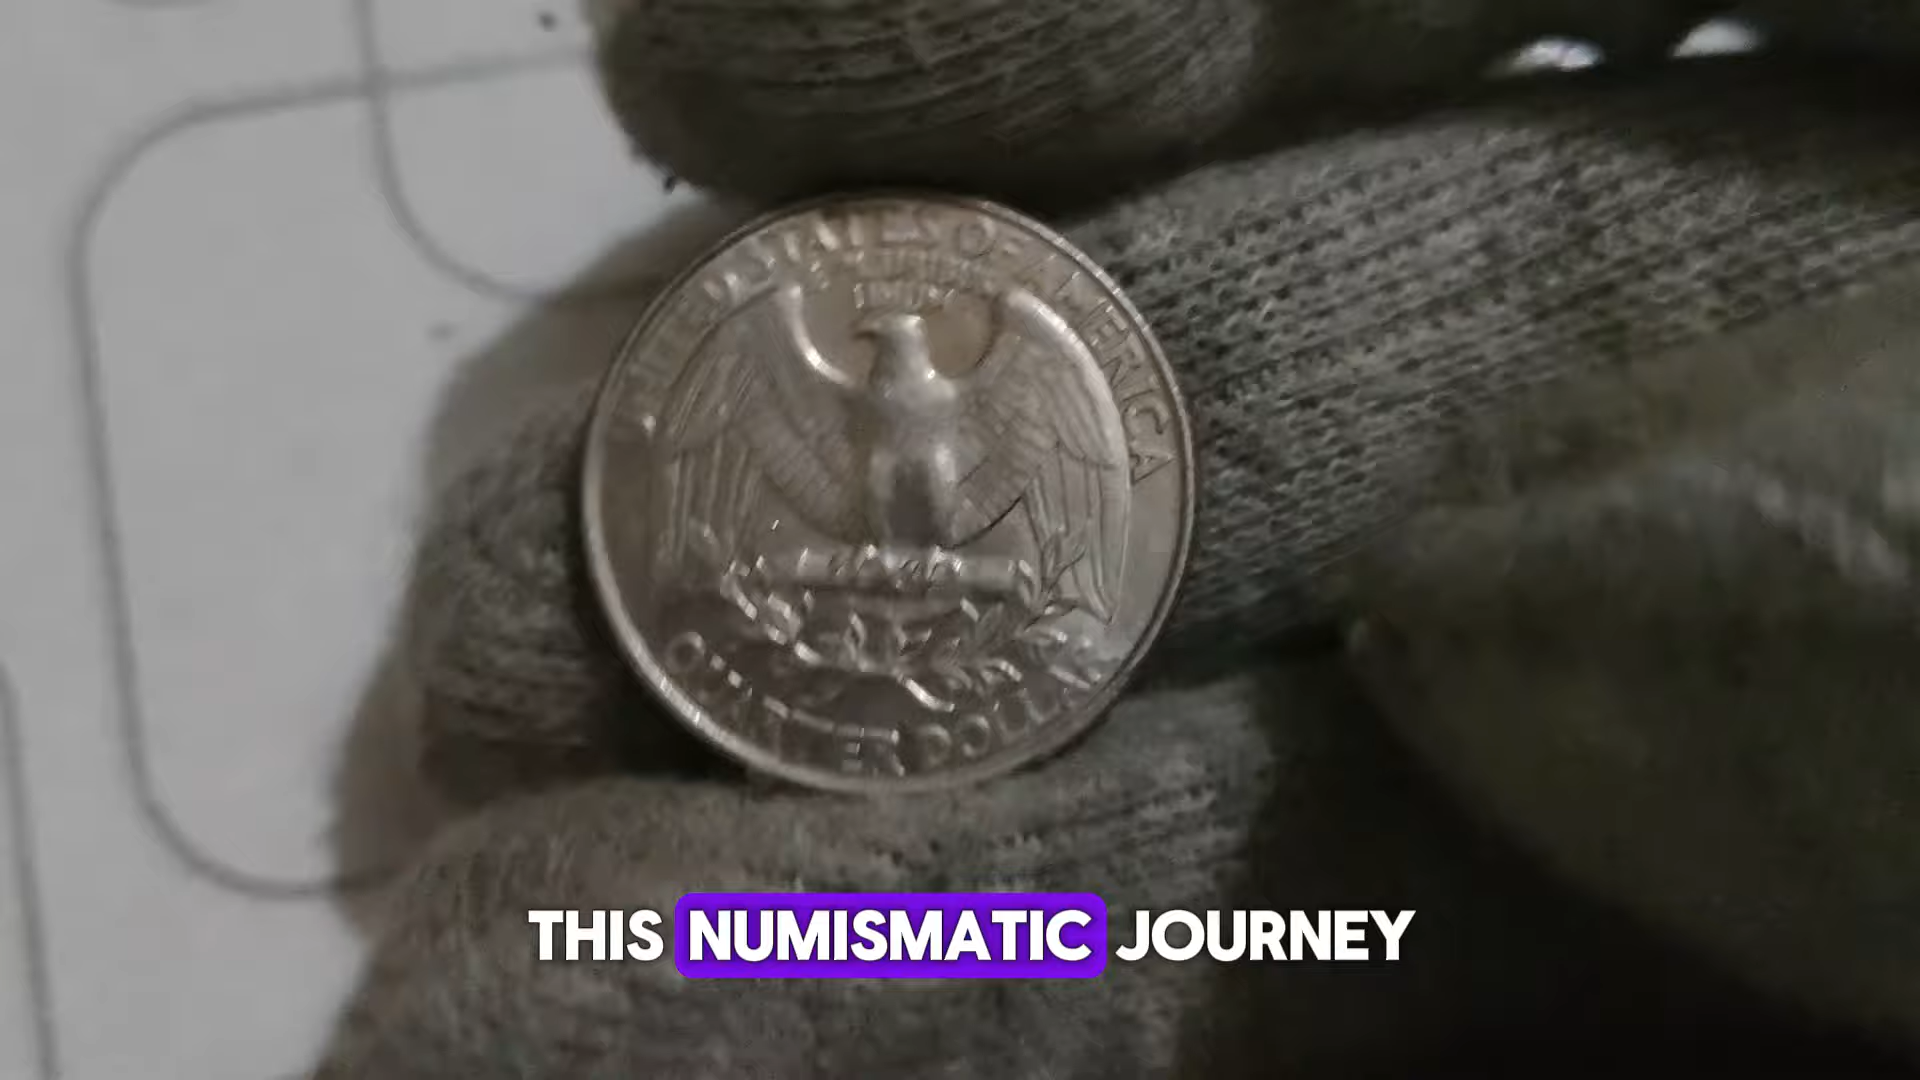 UNITED STATES OF AMERICA
QUARTER DOLLAR
THIS NUMISMATIC JOURNEY